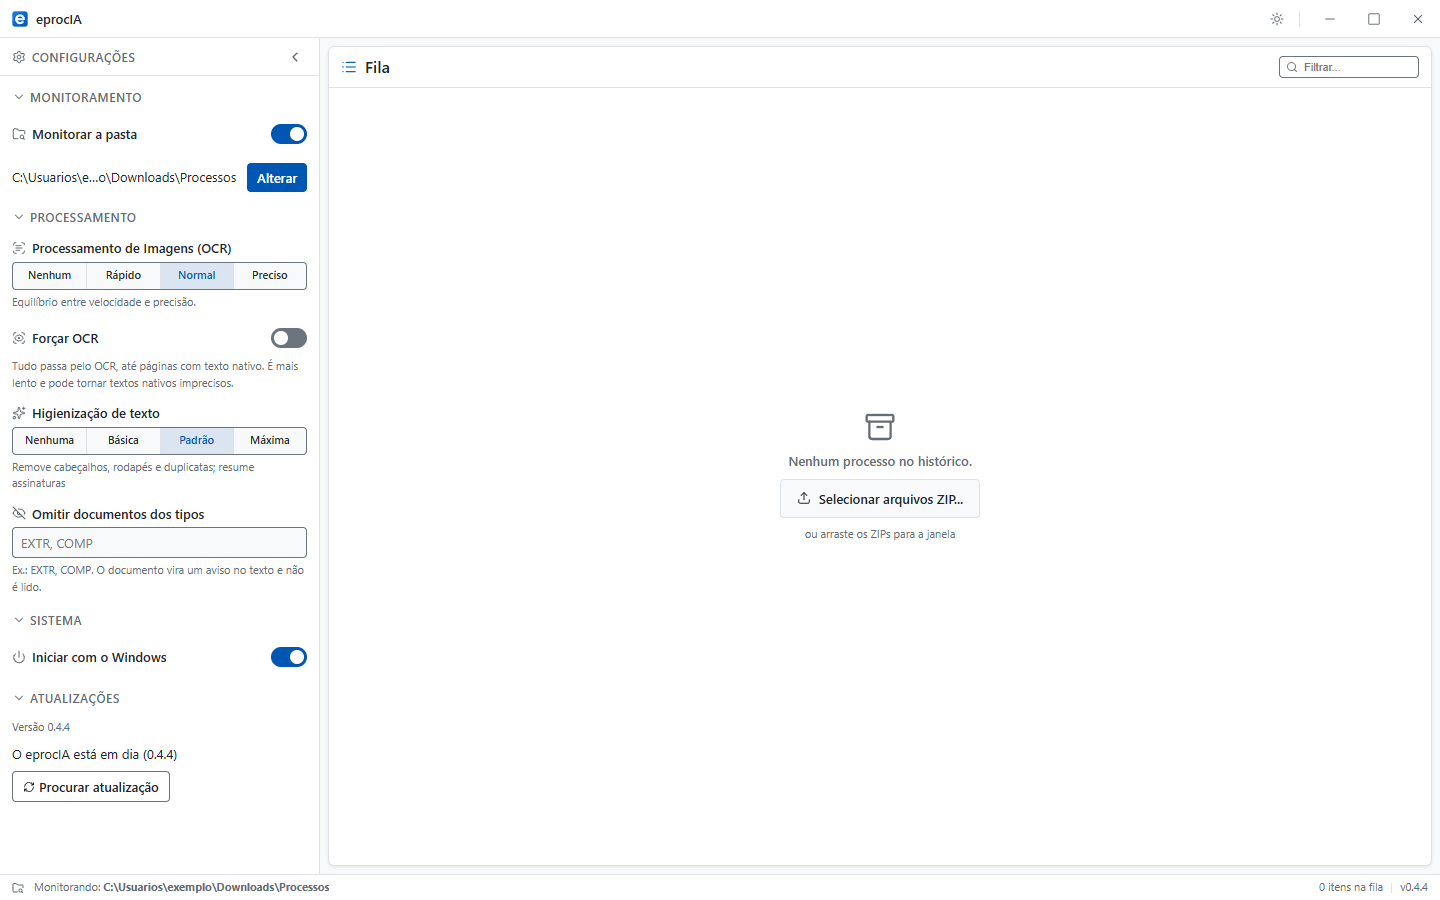 eprocIA
CONFIGURAÇÕES
MONITORAMENTO
Monitorar a pasta
C:\Usuarios\e...o\Downloads\Processos
Alterar
PROCESSAMENTO
Processamento de Imagens (OCR)
Nenhum Rápido Normal Preciso
Equilíbrio entre velocidade e precisão.
Forçar OCR
Tudo passa pelo OCR, até páginas com texto nativo. É mais
lento e pode tornar textos nativos imprecisos.
Higienização de texto
Nenhuma Básica Padrão Máxima
Remove cabeçalhos, rodapés e duplicatas; resume
assinaturas
Omitir documentos dos tipos
EXTR, COMP
Ex.: EXTR, COMP. O documento vira um aviso no texto e não
é lido.
SISTEMA
Iniciar com o Windows
ATUALIZAÇÕES
Versão 0.4.4
O eprocIA está em dia (0.4.4)
Procurar atualização
Fila
Filtrar...
Nenhum processo no histórico.
Selecionar arquivos ZIP...
ou arraste os ZIPs para a janela
Monitorando: C:\Usuarios\exemplo\Downloads\Processos
0 itens na fila
v0.4.4